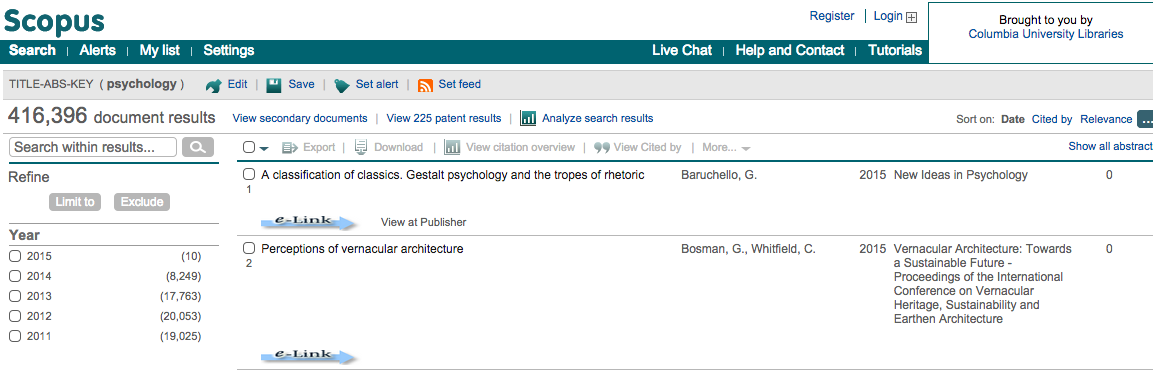 Scopus
Register | Login
Brought to you by
Columbia University Libraries
Search | Alerts | My list | Settings
Live Chat | Help and Contact | Tutorials
TITLE-ABS-KEY ( psychology ) Edit | Save | Set alert | Set feed
416,396 document results
View secondary documents | View 225 patent results | Analyze search results
Sort on: Date Cited by Relevance ...
Search within results...
Export | Download | View citation overview | View Cited by | More...
Show all abstract
Refine
Limit to Exclude
Year
2015 (10)
2014 (8,249)
2013 (17,763)
2012 (20,053)
2011 (19,025)
A classification of classics. Gestalt psychology and the tropes of rhetoric Baruchello, G. 2015 New Ideas in Psychology 0
1
e-Link View at Publisher
Perceptions of vernacular architecture Bosman, G., Whitfield, C. 2015 Vernacular Architecture: Towards 0
2
a Sustainable Future -
Proceedings of the International
Conference on Vernacular
Heritage, Sustainability and
Earthen Architecture
e-Link